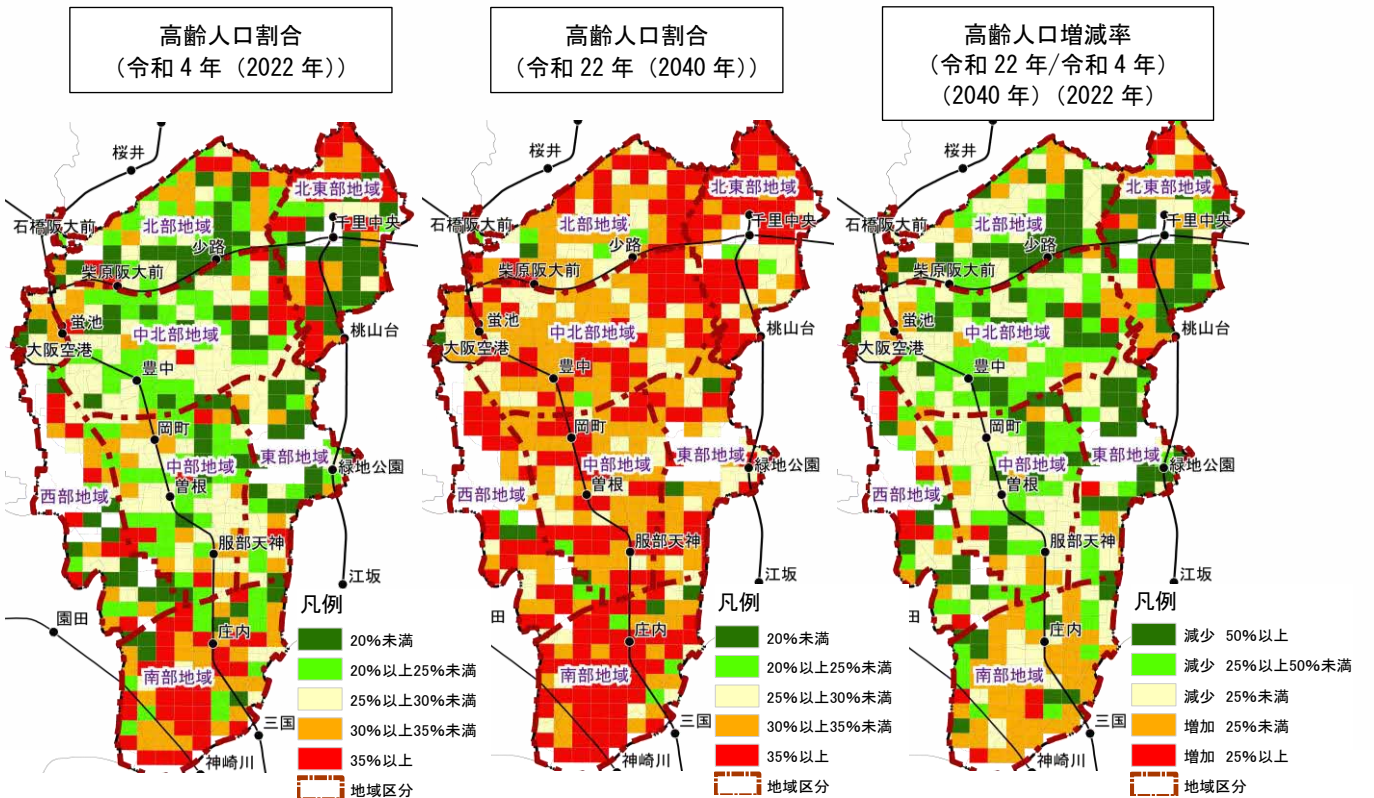 高齢人口割合
（令和 4 年（2022 年））
桜井
北東部地域
石橋阪大前
北部地域
千里中央
少路
柴原阪大前
蛍池
中北部地域
桃山台
大阪空港
豊中
岡町
中部地域
東部地域
緑地公園
西部地域
曽根
服部天神
江坂
園田
庄内
南部地域
三国
神崎川
凡例
20%未満
20%以上25%未満
25%以上30%未満
30%以上35%未満
35%以上
地域区分
高齢人口割合
（令和 22 年（2040 年））
桜井
北東部地域
石橋阪大前
北部地域
千里中央
少路
柴原阪大前
蛍池
中北部地域
桃山台
大阪空港
豊中
岡町
中部地域
東部地域
緑地公園
西部地域
曽根
服部天神
江坂
田
庄内
南部地域
三国
神崎川
凡例
20%未満
20%以上25%未満
25%以上30%未満
30%以上35%未満
35%以上
地域区分
高齢人口増減率
（令和 22 年/令和 4 年）
（2040 年）（2022 年）
桜井
北東部地域
石橋阪大前
北部地域
千里中央
少路
柴原阪大前
蛍池
中北部地域
桃山台
大阪空港
豊中
岡町
中部地域
東部地域
緑地公園
西部地域
曽根
服部天神
江坂
田
庄内
南部地域
三国
神崎川
凡例
減少 50%以上
減少 25%以上50%未満
減少 25%未満
増加 25%未満
増加 25%以上
地域区分